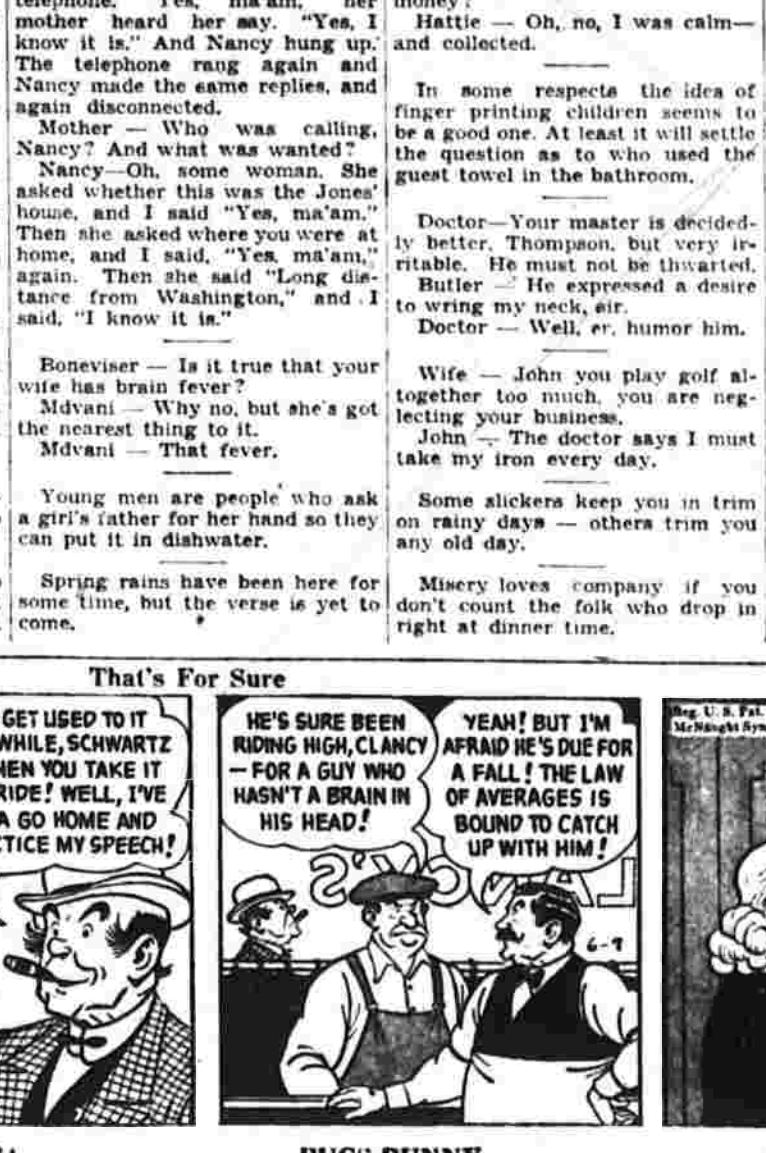 telephone. "Yes, ma'am," her
mother heard her say. "Yes, I
know it is." And Nancy hung up.
The telephone rang again and
Nancy made the same replies, and
again disconnected.
Mother — Who was calling,
Nancy? And what was wanted?
Nancy—Oh, some woman. She
asked whether this was the Jones'
house, and I said "Yes, ma'am."
Then she asked where you were at
home, and I said, "Yes, ma'am,"
again. Then she said "Long dis-
tance from Washington," and I
said, "I know it is."
Boneviser — Is it true that your
wife has brain fever?
Mdvani — Why no, but she's got
the nearest thing to it.
Mdvani — That fever.
Young men are people who ask
a girl's father for her hand so they
can put it in dishwater.
Spring rains have been here for
some time, but the verse is yet to
come.
money?
Hattie — Oh, no, I was calm—
and collected.
In some respects the idea of
finger printing children seems to
be a good one. At least it will settle
the question as to who used the
guest towel in the bathroom.
Doctor—Your master is decided-
ly better, Thompson, but very ir-
ritable. He must not be thwarted.
Butler — He expressed a desire
to wring my neck, sir.
Doctor — Well, er, humor him.
Wife — John you play golf al-
together too much, you are neg-
lecting your business.
John — The doctor says I must
take my iron every day.
Some slickers keep you in trim
on rainy days — others trim you
any old day.
Misery loves company if you
don't count the folk who drop in
right at dinner time.
That's For Sure
GET USED TO IT
WHILE, SCHWARTZ
HEN YOU TAKE IT
RIDE! WELL, I'VE
A GO HOME AND
TICE MY SPEECH!
HE'S SURE BEEN
RIDING HIGH, CLANCY
— FOR A GUY WHO
HASN'T A BRAIN IN
HIS HEAD!
YEAH! BUT I'M
AFRAID HE'S DUE FOR
A FALL! THE LAW
OF AVERAGES IS
BOUND TO CATCH
UP WITH HIM!
6-9
Reg. U. S. Pat.
McNaught Syn
BUGS BUNNY